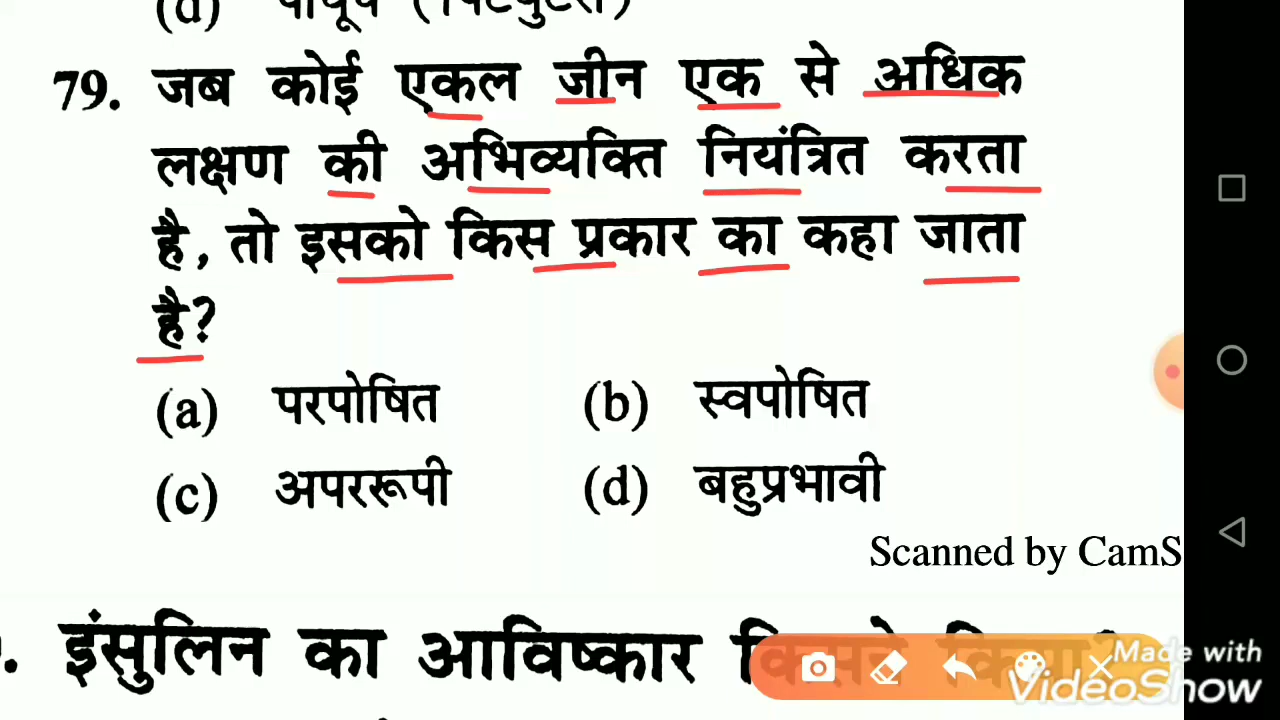 (d)
79. जब कोई एकल जीन एक से अधिक
लक्षण की अभिव्यक्ति नियंत्रित करता
है, तो इसको किस प्रकार का कहा जाता
है?
(a) परपोषित (b) स्वपोषित
(c) अपररूपी (d) बहुप्रभावी
Scanned by CamS
. इंसुलिन का आविष्कार किसने किया?
Made with
VideoShow